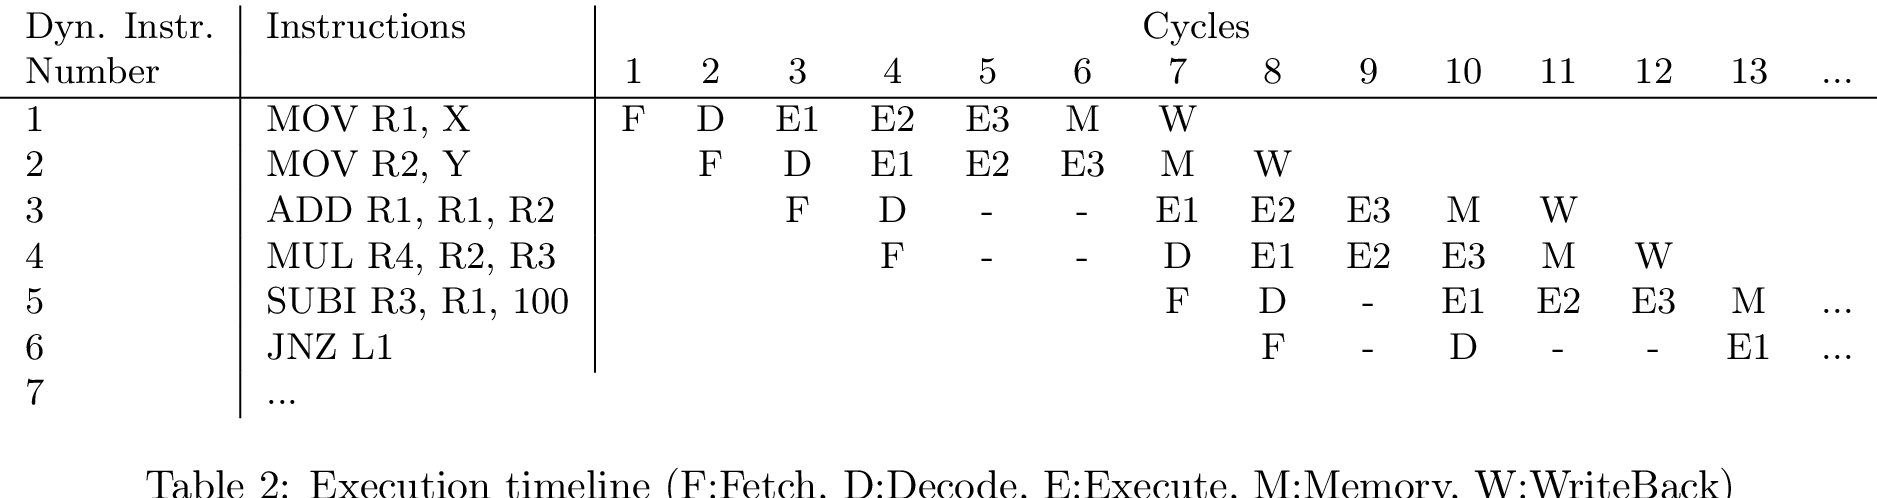 Dyn. Instr. Instructions Cycles
Number 1 2 3 4 5 6 7 8 9 10 11 12 13 ...
1 MOV R1, X F D E1 E2 E3 M W
2 MOV R2, Y F D E1 E2 E3 M W
3 ADD R1, R1, R2 F D - - E1 E2 E3 M W
4 MUL R4, R2, R3 F - - D E1 E2 E3 M W
5 SUBI R3, R1, 100 F D - E1 E2 E3 M ...
6 JNZ L1 F - D - - E1 ...
7 ...
Table 2: Execution timeline (F:Fetch, D:Decode, E:Execute, M:Memory, W:WriteBack)